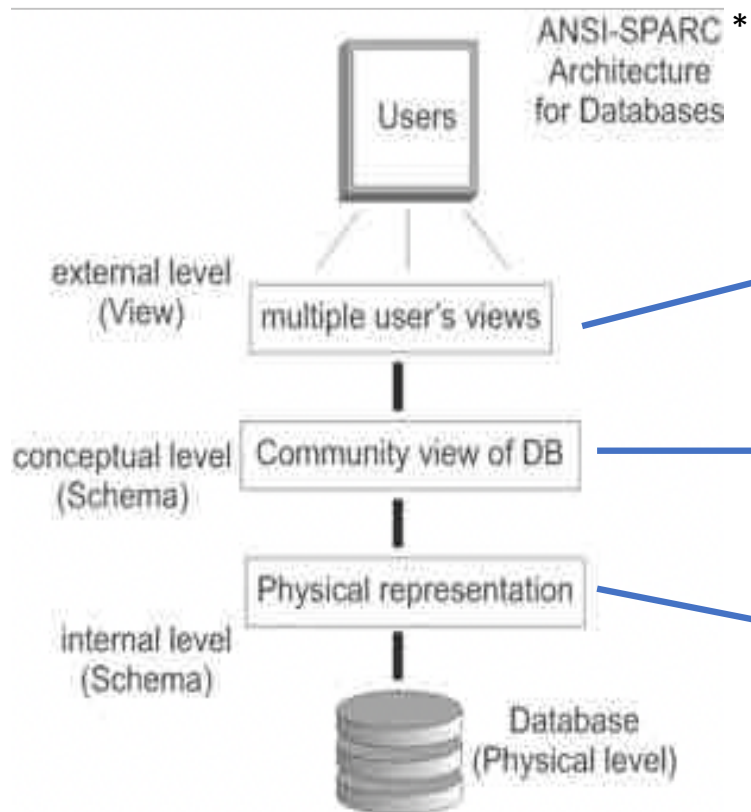 ANSI-SPARC *
Architecture
for Databases
Users
external level
(View)
multiple user's views
conceptual level
(Schema)
Community view of DB
Physical representation
internal level
(Schema)
Database
(Physical level)